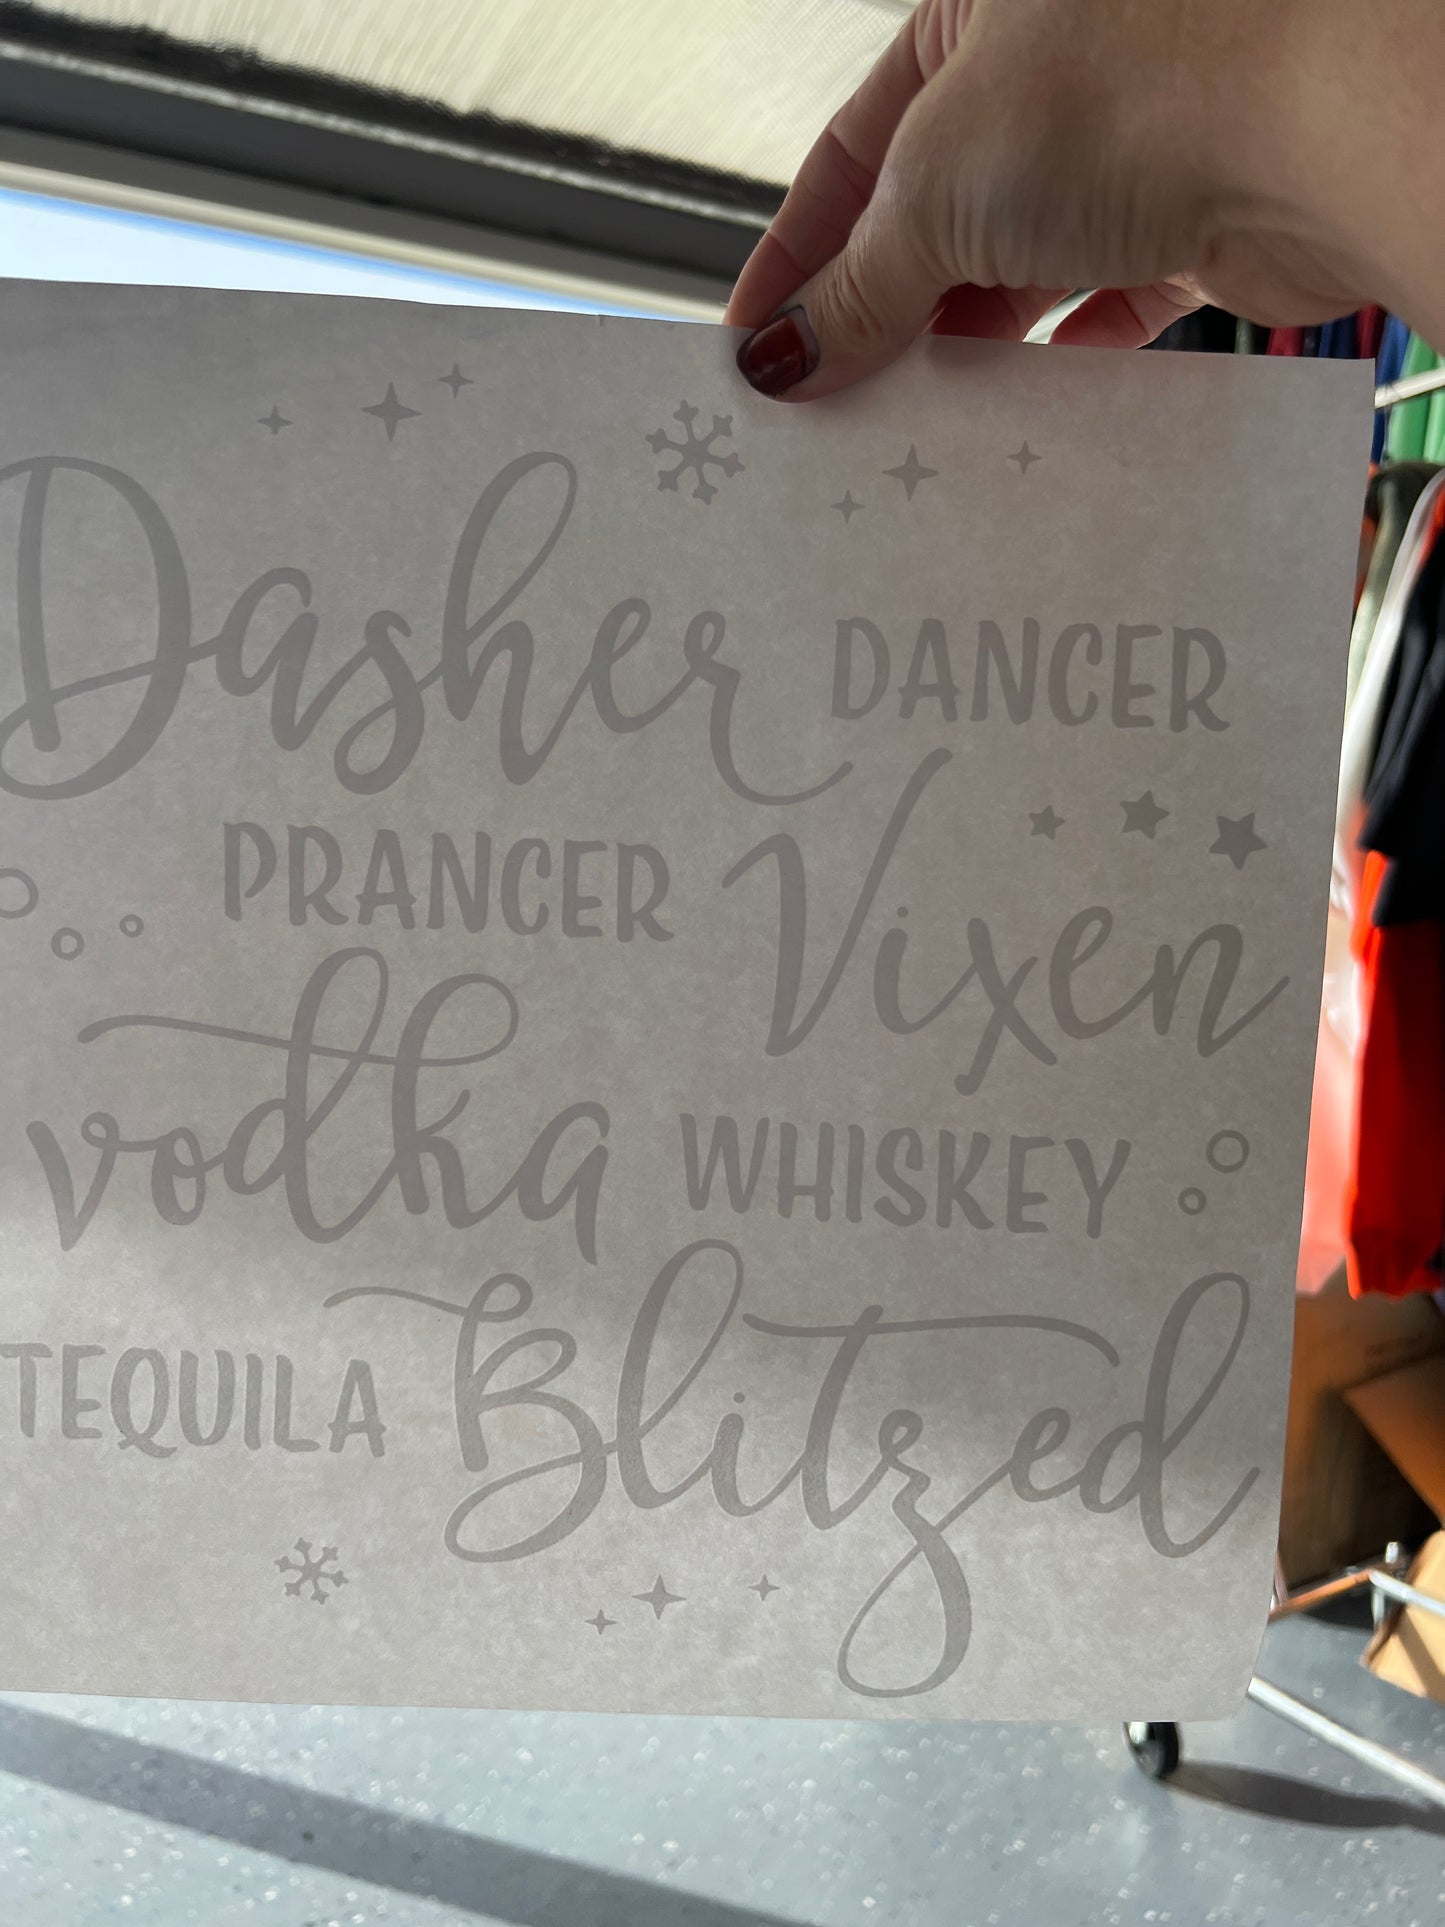 Dasher DANCER
PRANCER Vixen
vodka WHISKEY
TEQUILA Blitzed